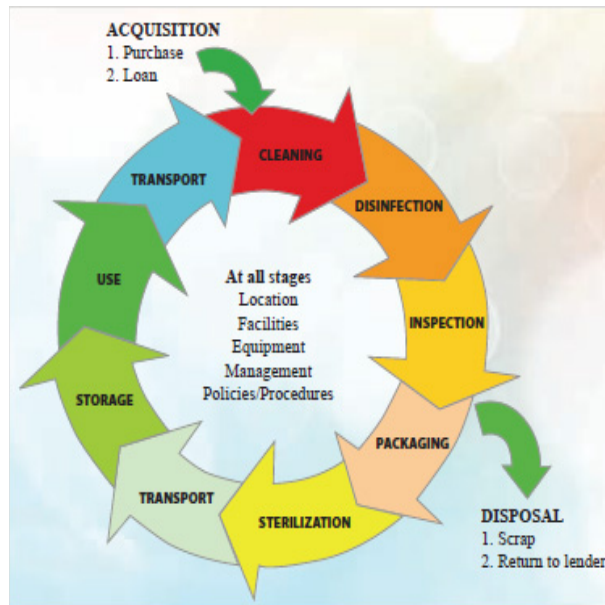 ACQUISITION
1. Purchase
2. Loan
CLEANING
DISINFECTION
INSPECTION
PACKAGING
STERILIZATION
TRANSPORT
STORAGE
USE
TRANSPORT
At all stages
Location
Facilities
Equipment
Management
Policies/Procedures
DISPOSAL
1. Scrap
2. Return to lender